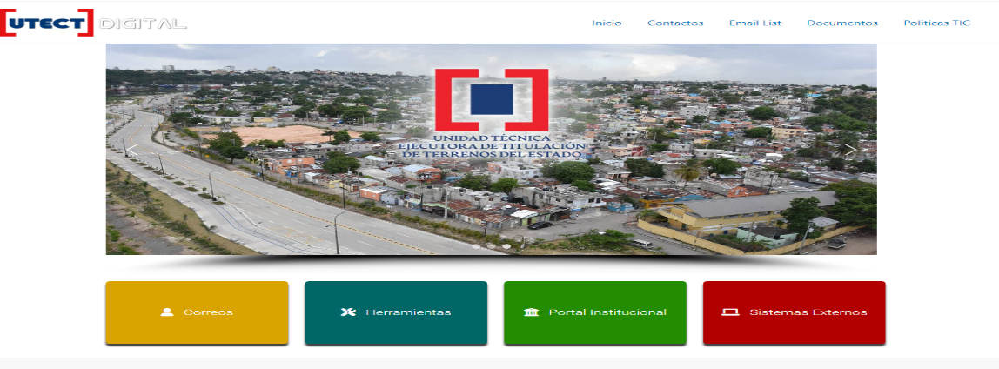 UTECT DIGITAL
Inicio Contactos Email List Documentos Politicas TIC
UNIDAD TÉCNICA
EJECUTORA DE TITULACIÓN
DE TERRENOS DEL ESTADO
Correos
Herramientas
Portal Institucional
Sistemas Externos